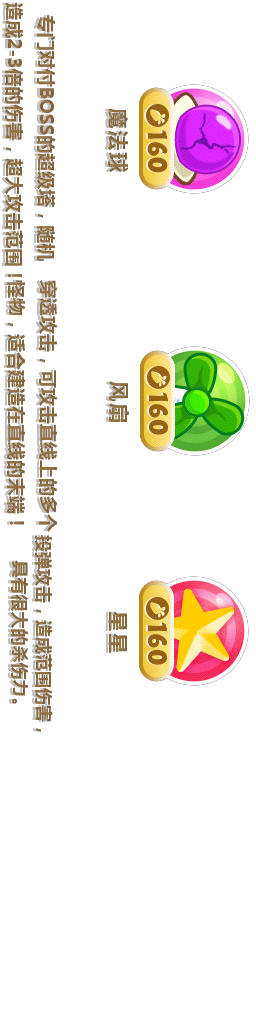 160
魔法球
专门对付BOSS的超级塔，随机
造成2-3倍的伤害，超大攻击范围！
160
风扇
穿透攻击，可攻击直线上的多个
怪物，适合建造在直线的末端！
160
星星
投弹攻击，造成范围伤害，
具有很大的杀伤力。